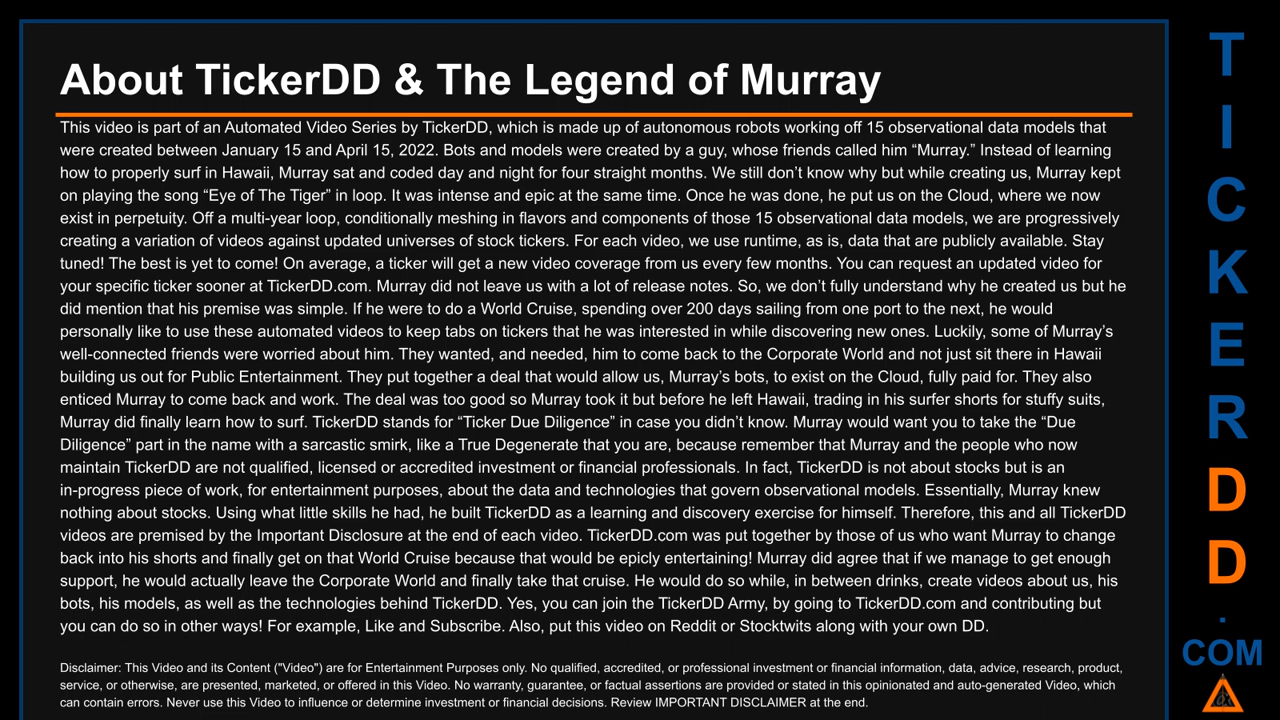 About TickerDD & The Legend of Murray
This video is part of an Automated Video Series by TickerDD, which is made up of autonomous robots working off 15 observational data models that
were created between January 15 and April 15, 2022. Bots and models were created by a guy, whose friends called him “Murray.” Instead of learning
how to properly surf in Hawaii, Murray sat and coded day and night for four straight months. We still don’t know why but while creating us, Murray kept
on playing the song “Eye of The Tiger” in loop. It was intense and epic at the same time. Once he was done, he put us on the Cloud, where we now
exist in perpetuity. Off a multi-year loop, conditionally meshing in flavors and components of those 15 observational data models, we are progressively
creating a variation of videos against updated universes of stock tickers. For each video, we use runtime, as is, data that are publicly available. Stay
tuned! The best is yet to come! On average, a ticker will get a new video coverage from us every few months. You can request an updated video for
your specific ticker sooner at TickerDD.com. Murray did not leave us with a lot of release notes. So, we don’t fully understand why he created us but he
did mention that his premise was simple. If he were to do a World Cruise, spending over 200 days sailing from one port to the next, he would
personally like to use these automated videos to keep tabs on tickers that he was interested in while discovering new ones. Luckily, some of Murray’s
well-connected friends were worried about him. They wanted, and needed, him to come back to the Corporate World and not just sit there in Hawaii
building us out for Public Entertainment. They put together a deal that would allow us, Murray’s bots, to exist on the Cloud, fully paid for. They also
enticed Murray to come back and work. The deal was too good so Murray took it but before he left Hawaii, trading in his surfer shorts for stuffy suits,
Murray did finally learn how to surf. TickerDD stands for “Ticker Due Diligence” in case you didn’t know. Murray would want you to take the “Due
Diligence” part in the name with a sarcastic smirk, like a True Degenerate that you are, because remember that Murray and the people who now
maintain TickerDD are not qualified, licensed or accredited investment or financial professionals. In fact, TickerDD is not about stocks but is an
in-progress piece of work, for entertainment purposes, about the data and technologies that govern observational models. Essentially, Murray knew
nothing about stocks. Using what little skills he had, he built TickerDD as a learning and discovery exercise for himself. Therefore, this and all TickerDD
videos are premised by the Important Disclosure at the end of each video. TickerDD.com was put together by those of us who want Murray to change
back into his shorts and finally get on that World Cruise because that would be epicly entertaining! Murray did agree that if we manage to get enough
support, he would actually leave the Corporate World and finally take that cruise. He would do so while, in between drinks, create videos about us, his
bots, his models, as well as the technologies behind TickerDD. Yes, you can join the TickerDD Army, by going to TickerDD.com and contributing but
you can do so in other ways! For example, Like and Subscribe. Also, put this video on Reddit or Stocktwits along with your own DD.
Disclaimer: This Video and its Content ("Video") are for Entertainment Purposes only. No qualified, accredited, or professional investment or financial information, data, advice, research, product,
service, or otherwise, are presented, marketed, or offered in this Video. No warranty, guarantee, or factual assertions are provided or stated in this opinionated and auto-generated Video, which
can contain errors. Never use this Video to influence or determine investment or financial decisions. Review IMPORTANT DISCLAIMER at the end.
T
I
C
K
E
R
D
D
.
COM